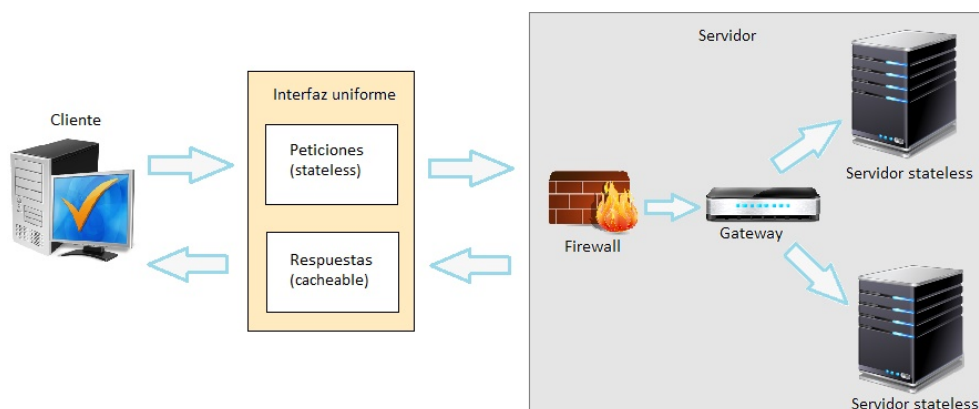 Servidor
Interfaz uniforme
Cliente
Peticiones
(stateless)
Servidor stateless
Firewall
Gateway
Respuestas
(cacheable)
Servidor stateless